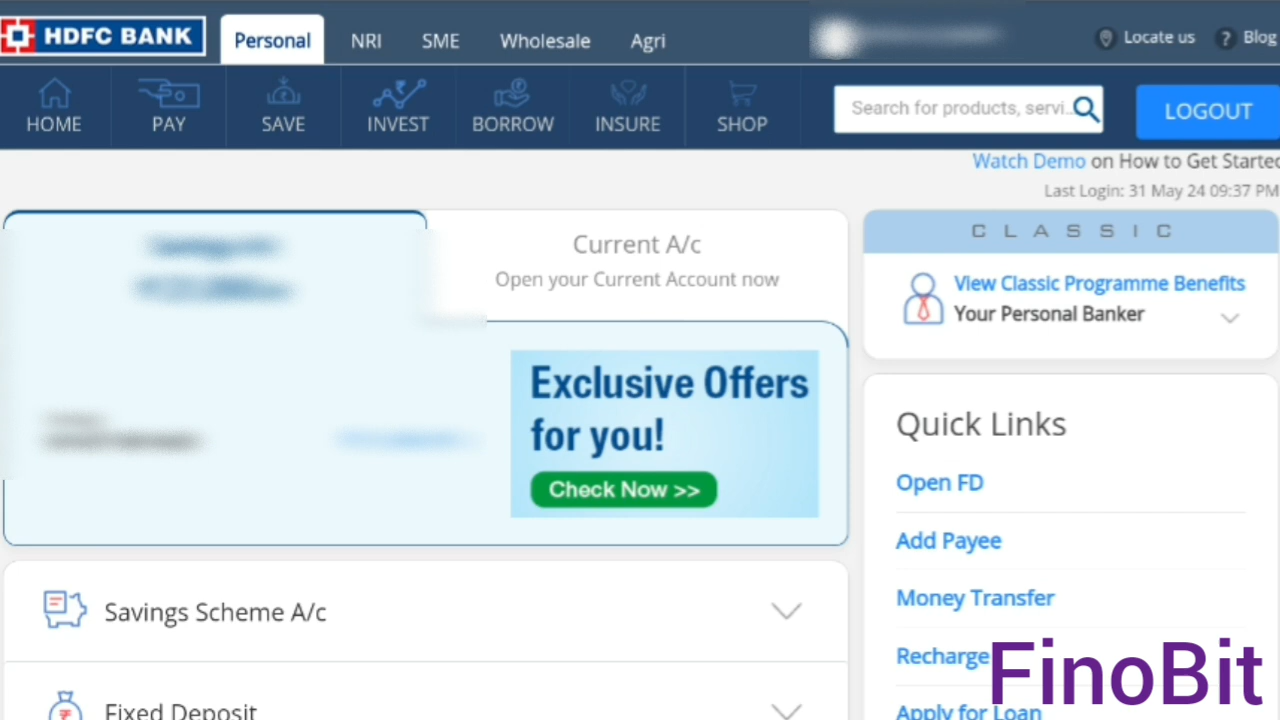 HDFC BANK
Personal
NRI
SME
Wholesale
Agri
Locate us
Blog
HOME
PAY
SAVE
INVEST
BORROW
INSURE
SHOP
Search for products, servi...
LOGOUT
Watch Demo on How to Get Started
Last Login: 31 May 24 09:37 PM
Current A/c
Open your Current Account now
CLASSIC
View Classic Programme Benefits
Your Personal Banker
Exclusive Offers
for you!
Check Now >>
Quick Links
Open FD
Add Payee
Money Transfer
Recharge
Apply for Loan
Savings Scheme A/c
Fixed Deposit
FinoBit